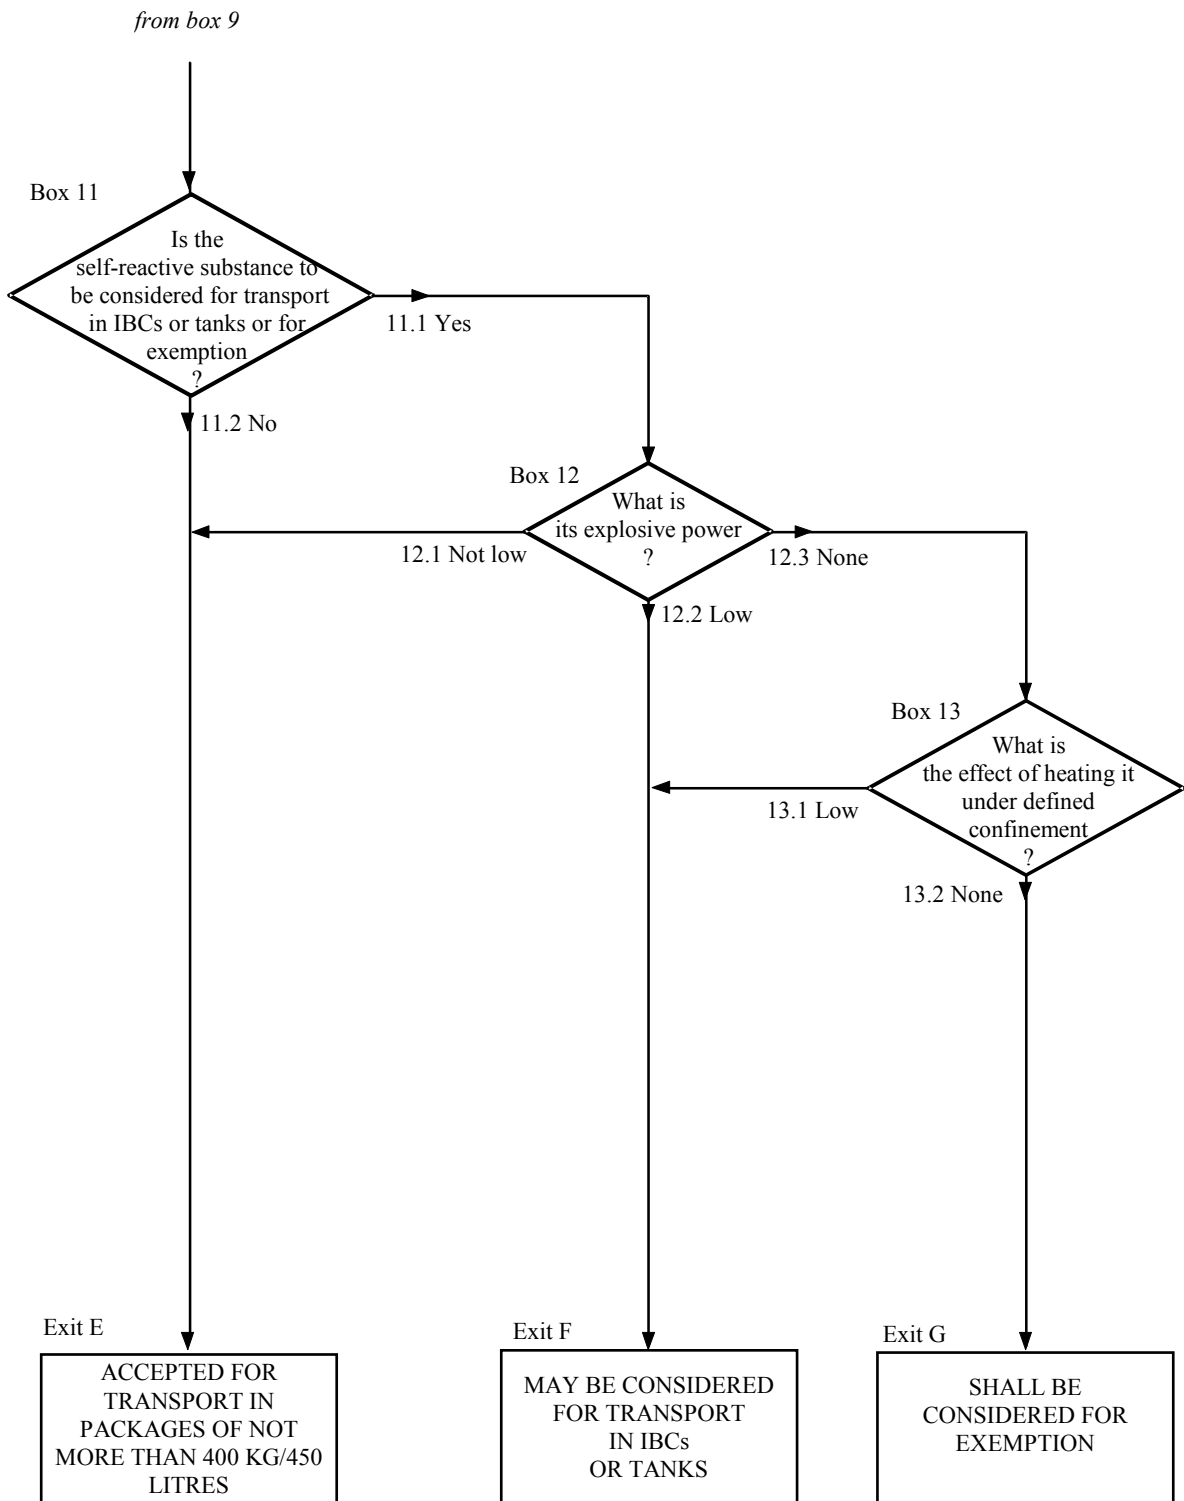 from box 9
Box 11
Is the
self-reactive substance to
be considered for transport
in IBCs or tanks or for
exemption
?
11.1 Yes
11.2 No
Box 12
What is
its explosive power
?
12.1 Not low
12.3 None
12.2 Low
Box 13
What is
the effect of heating it
under defined
confinement
?
13.1 Low
13.2 None
Exit E
ACCEPTED FOR
TRANSPORT IN
PACKAGES OF NOT
MORE THAN 400 KG/450
LITRES
Exit F
MAY BE CONSIDERED
FOR TRANSPORT
IN IBCs
OR TANKS
Exit G
SHALL BE
CONSIDERED FOR
EXEMPTION